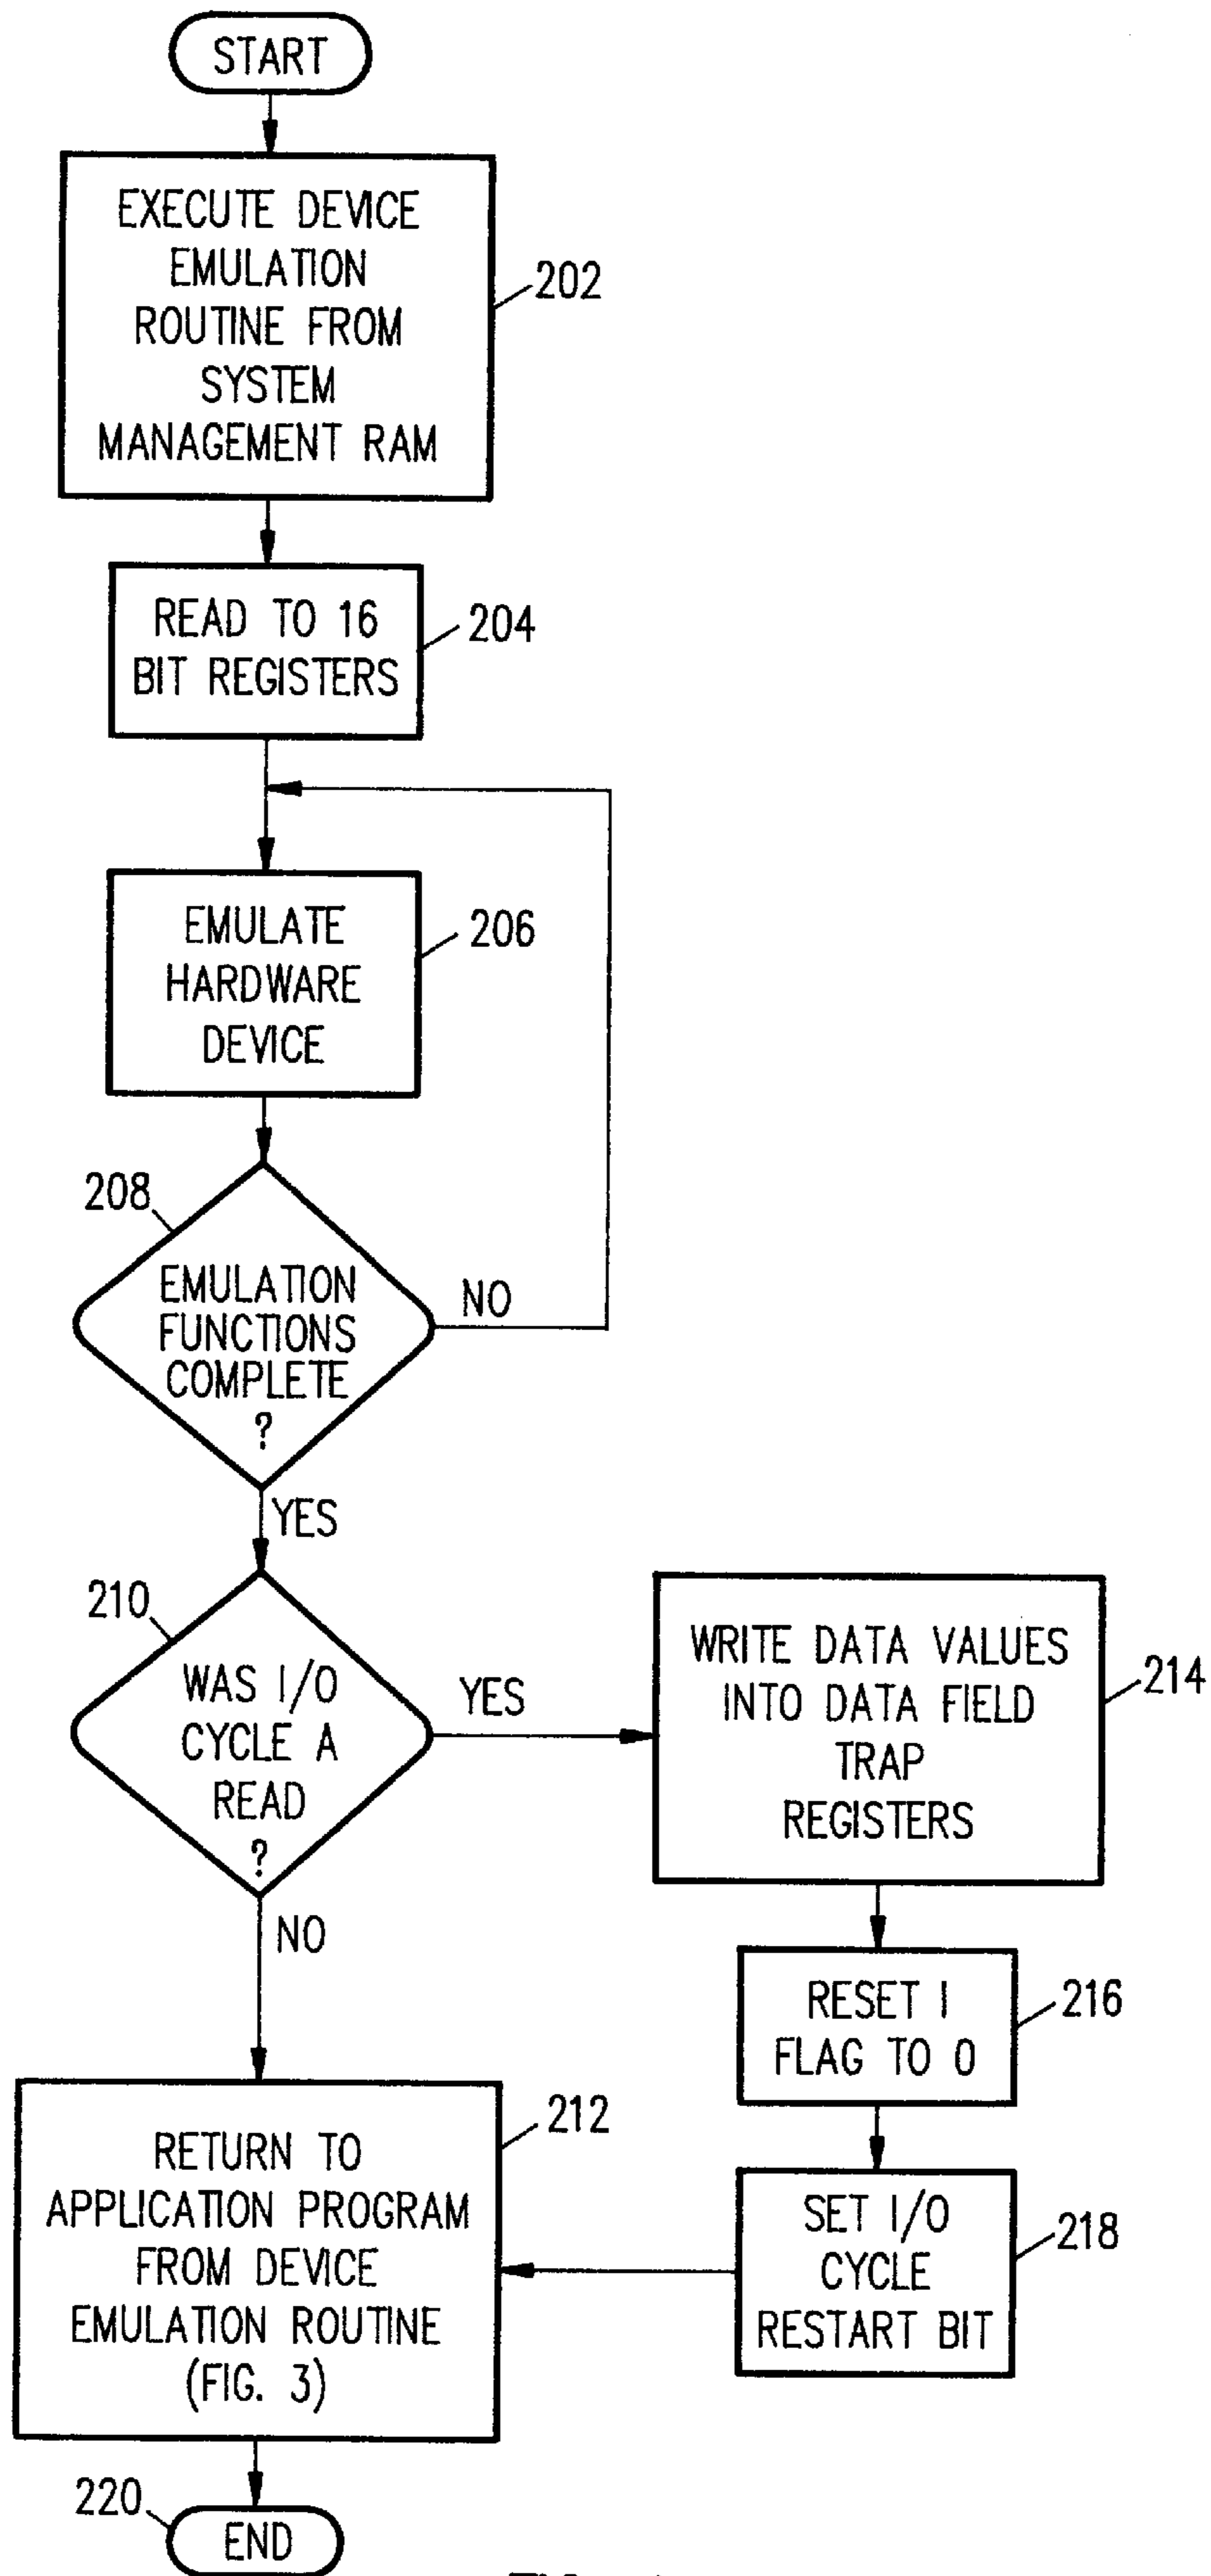 START
EXECUTE DEVICE
EMULATION
ROUTINE FROM
SYSTEM
MANAGEMENT RAM
202
READ TO 16
BIT REGISTERS
204
EMULATE
HARDWARE
DEVICE
206
208
EMULATION
FUNCTIONS
COMPLETE
?
NO
YES
210
WAS I/O
CYCLE A
READ
?
YES
NO
WRITE DATA VALUES
INTO DATA FIELD
TRAP
REGISTERS
214
RESET I
FLAG TO 0
216
SET I/O
CYCLE
RESTART BIT
218
RETURN TO
APPLICATION PROGRAM
FROM DEVICE
EMULATION ROUTINE
(FIG. 3)
212
220
END